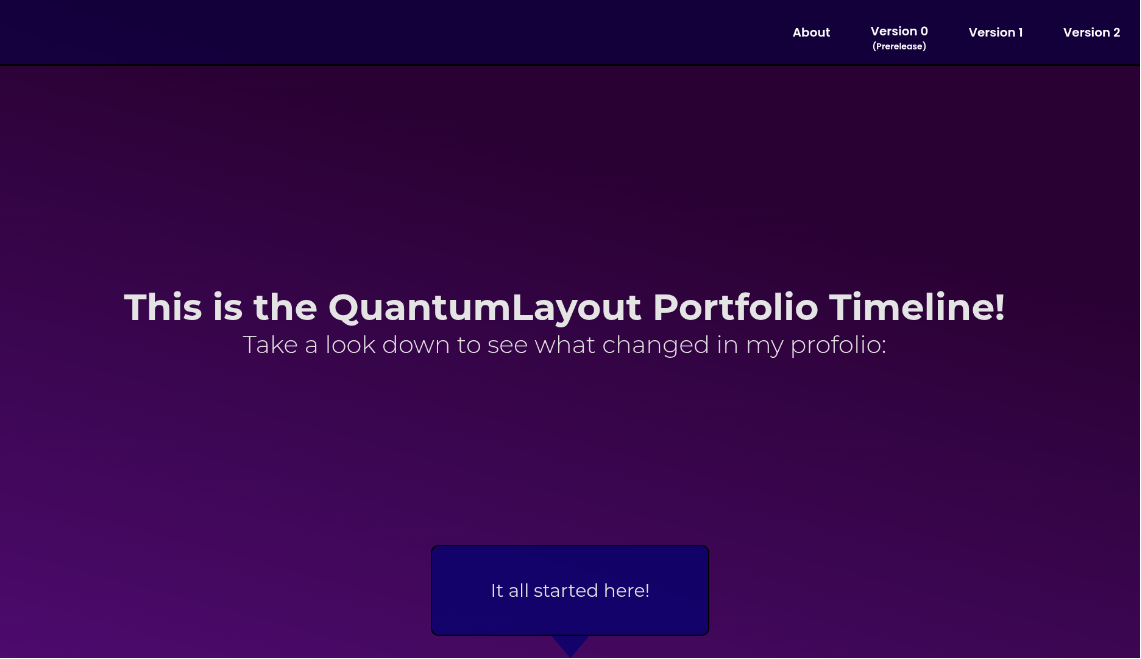 About
Version 0
(Prerelease)
Version 1
Version 2
This is the QuantumLayout Portfolio Timeline!
Take a look down to see what changed in my profolio:
It all started here!